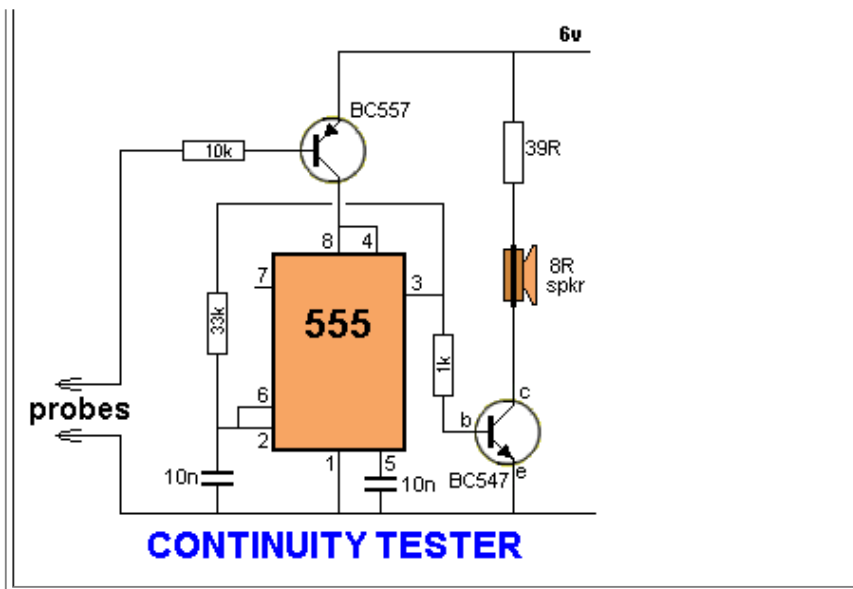 6v
BC557
10k
39R
8 4
7
3
8R
spkr
555
33k
1k
6
c
probes
b
2
1
5
e
10n
10n
BC547
CONTINUITY TESTER